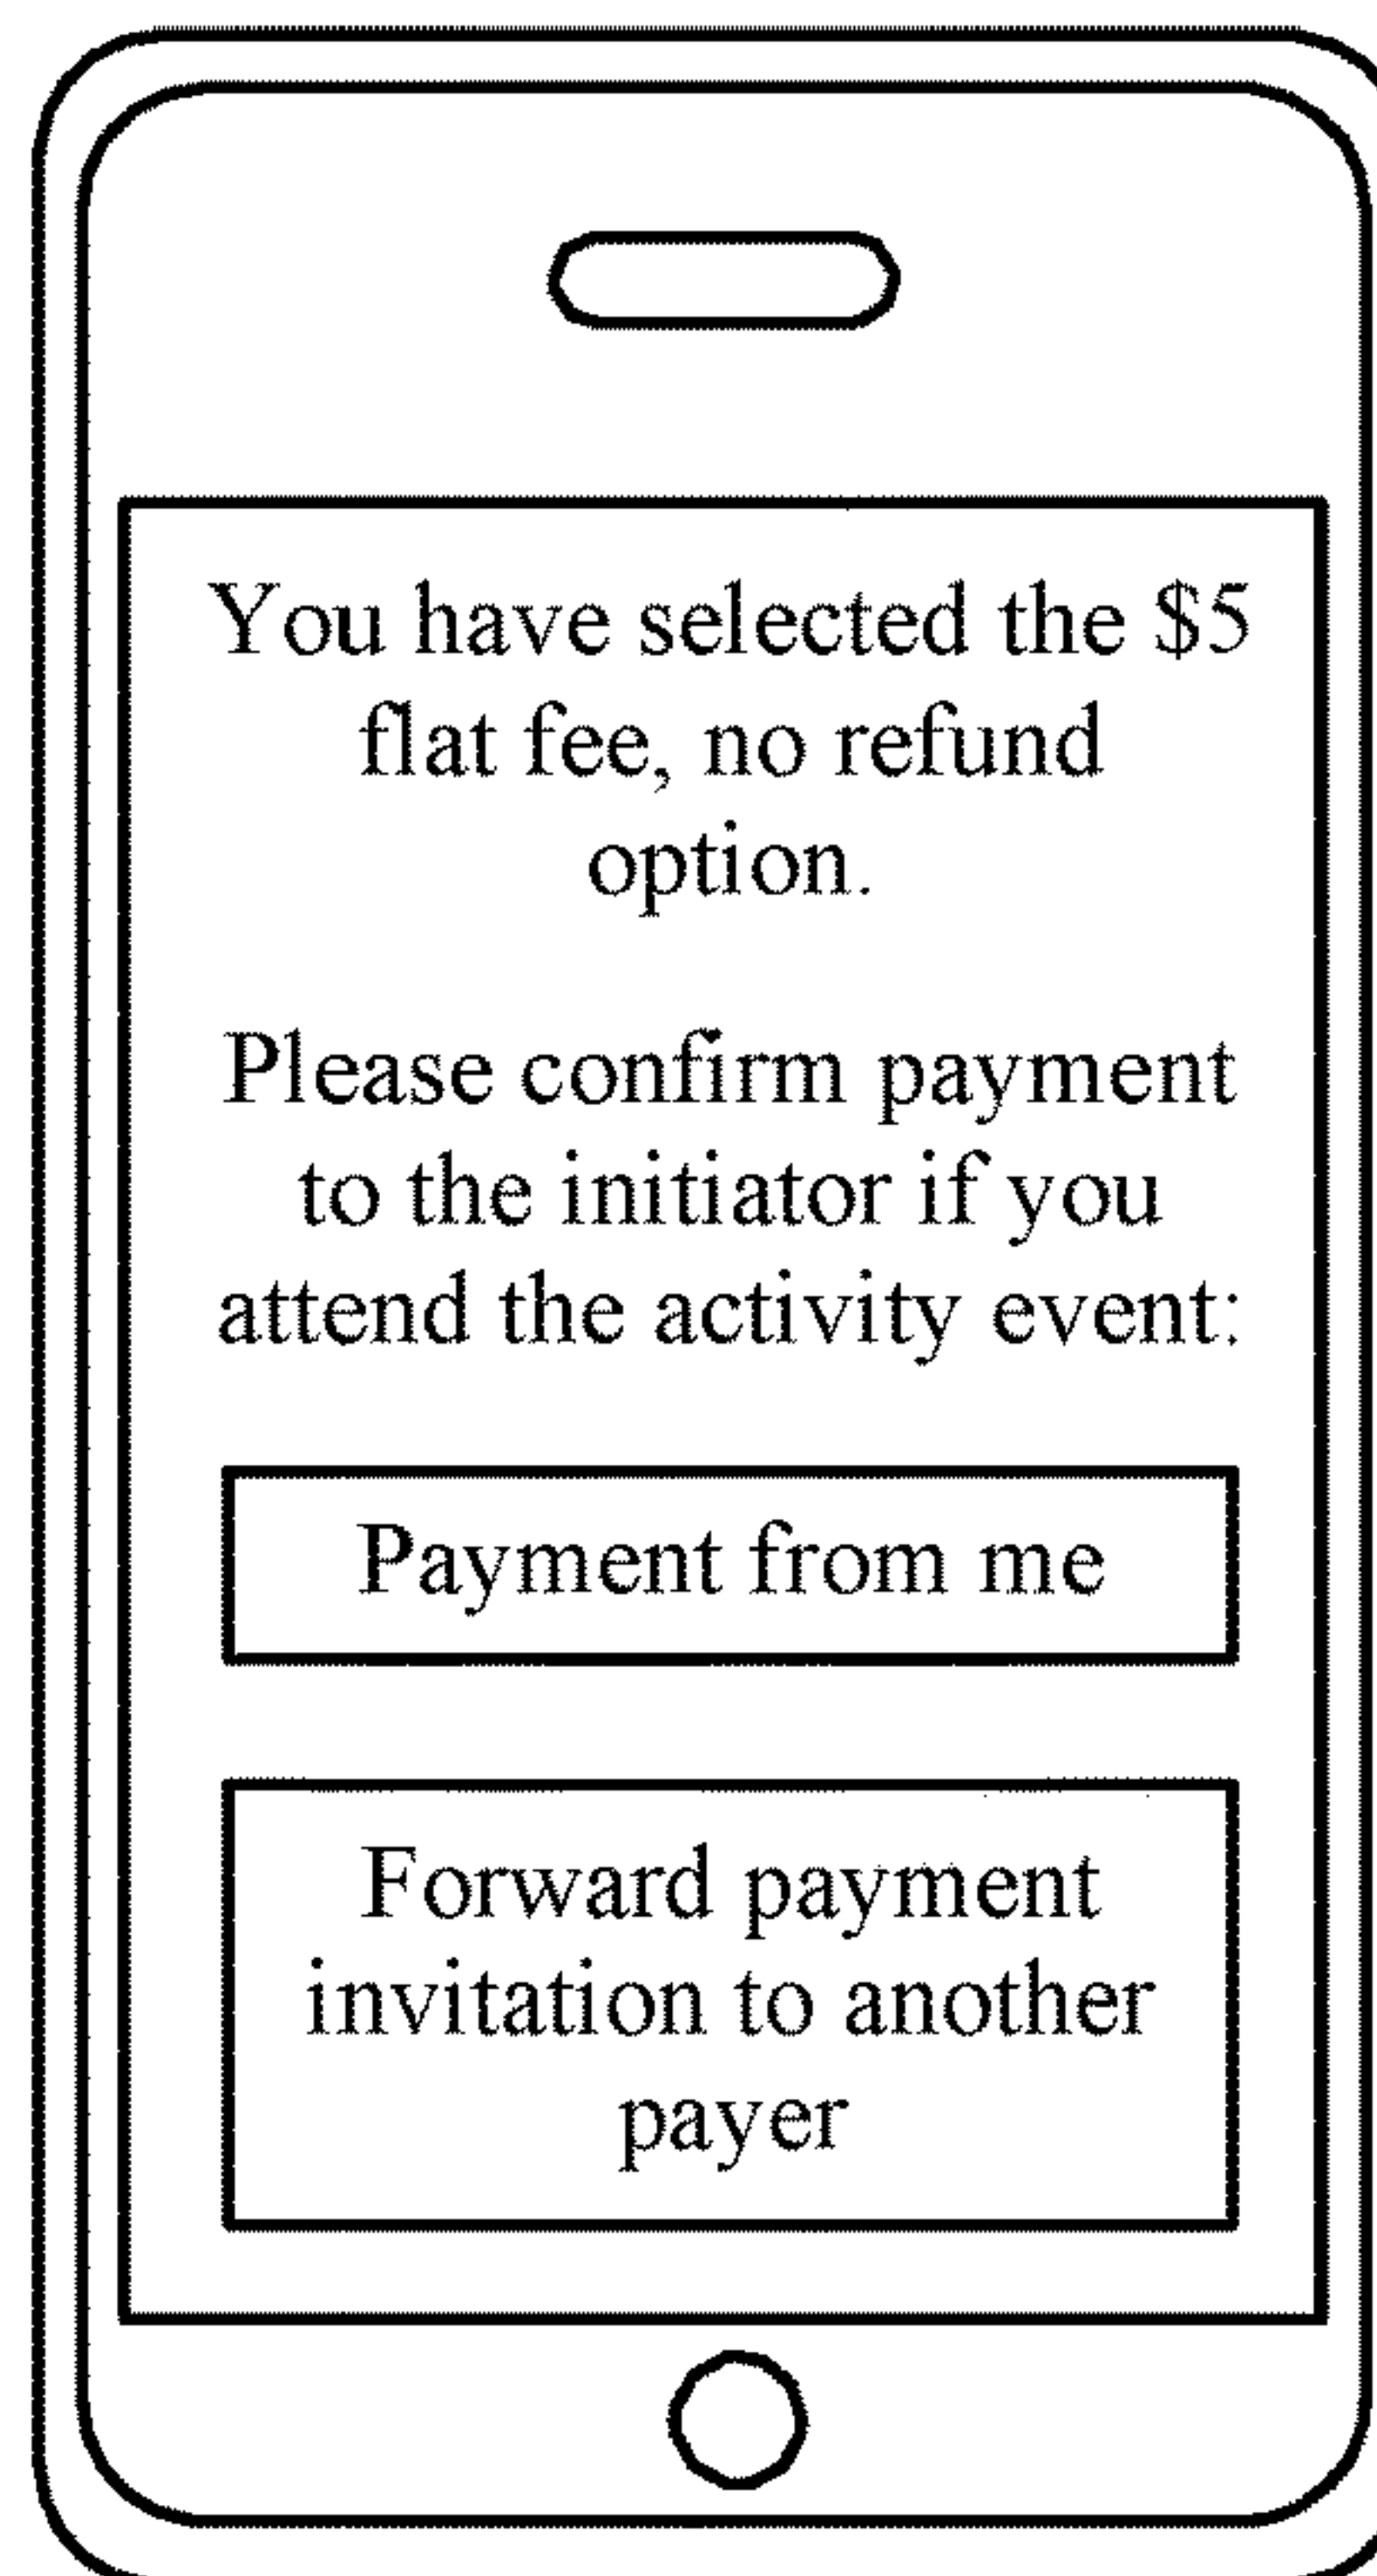 You have selected the $5
flat fee, no refund
option.
Please confirm payment
to the initiator if you
attend the activity event:
Payment from me
Forward payment
invitation to another
payer